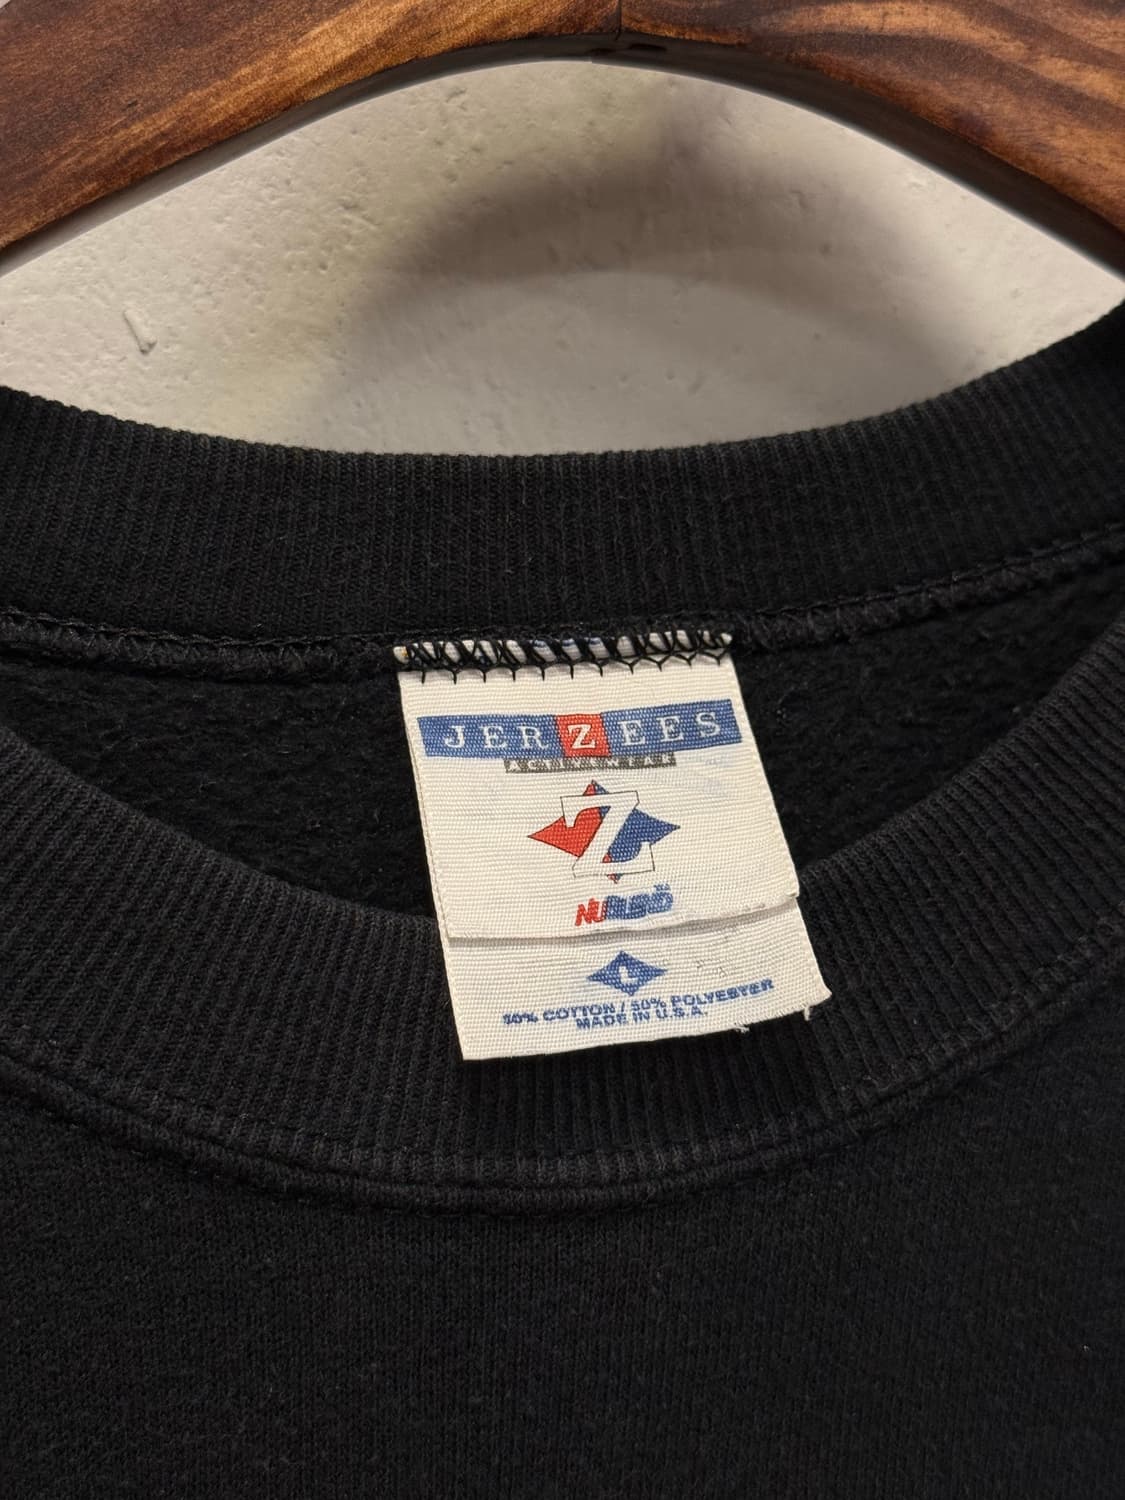 JERZEES
ACTIVEWEAR
Z
NUBLEND
L
50% COTTON / 50% POLYESTER
MADE IN U.S.A.